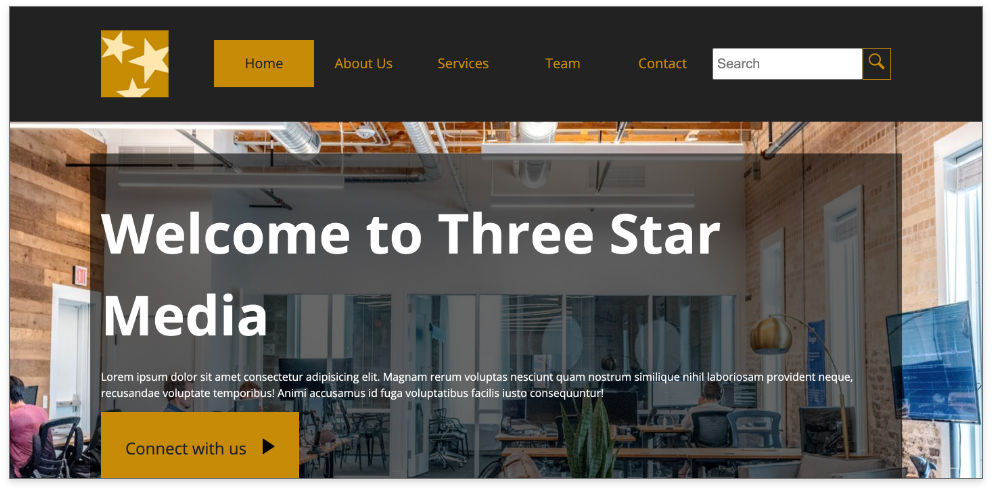 Home About Us Services Team Contact Search
Welcome to Three Star
Media
Lorem ipsum dolor sit amet consectetur adipisicing elit. Magnam rerum voluptas nesciunt quam nostrum similique nihil laboriosam provident neque,
recusandae voluptate temporibus! Animi accusamus id fuga voluptatibus facilis iusto consequuntur!
Connect with us